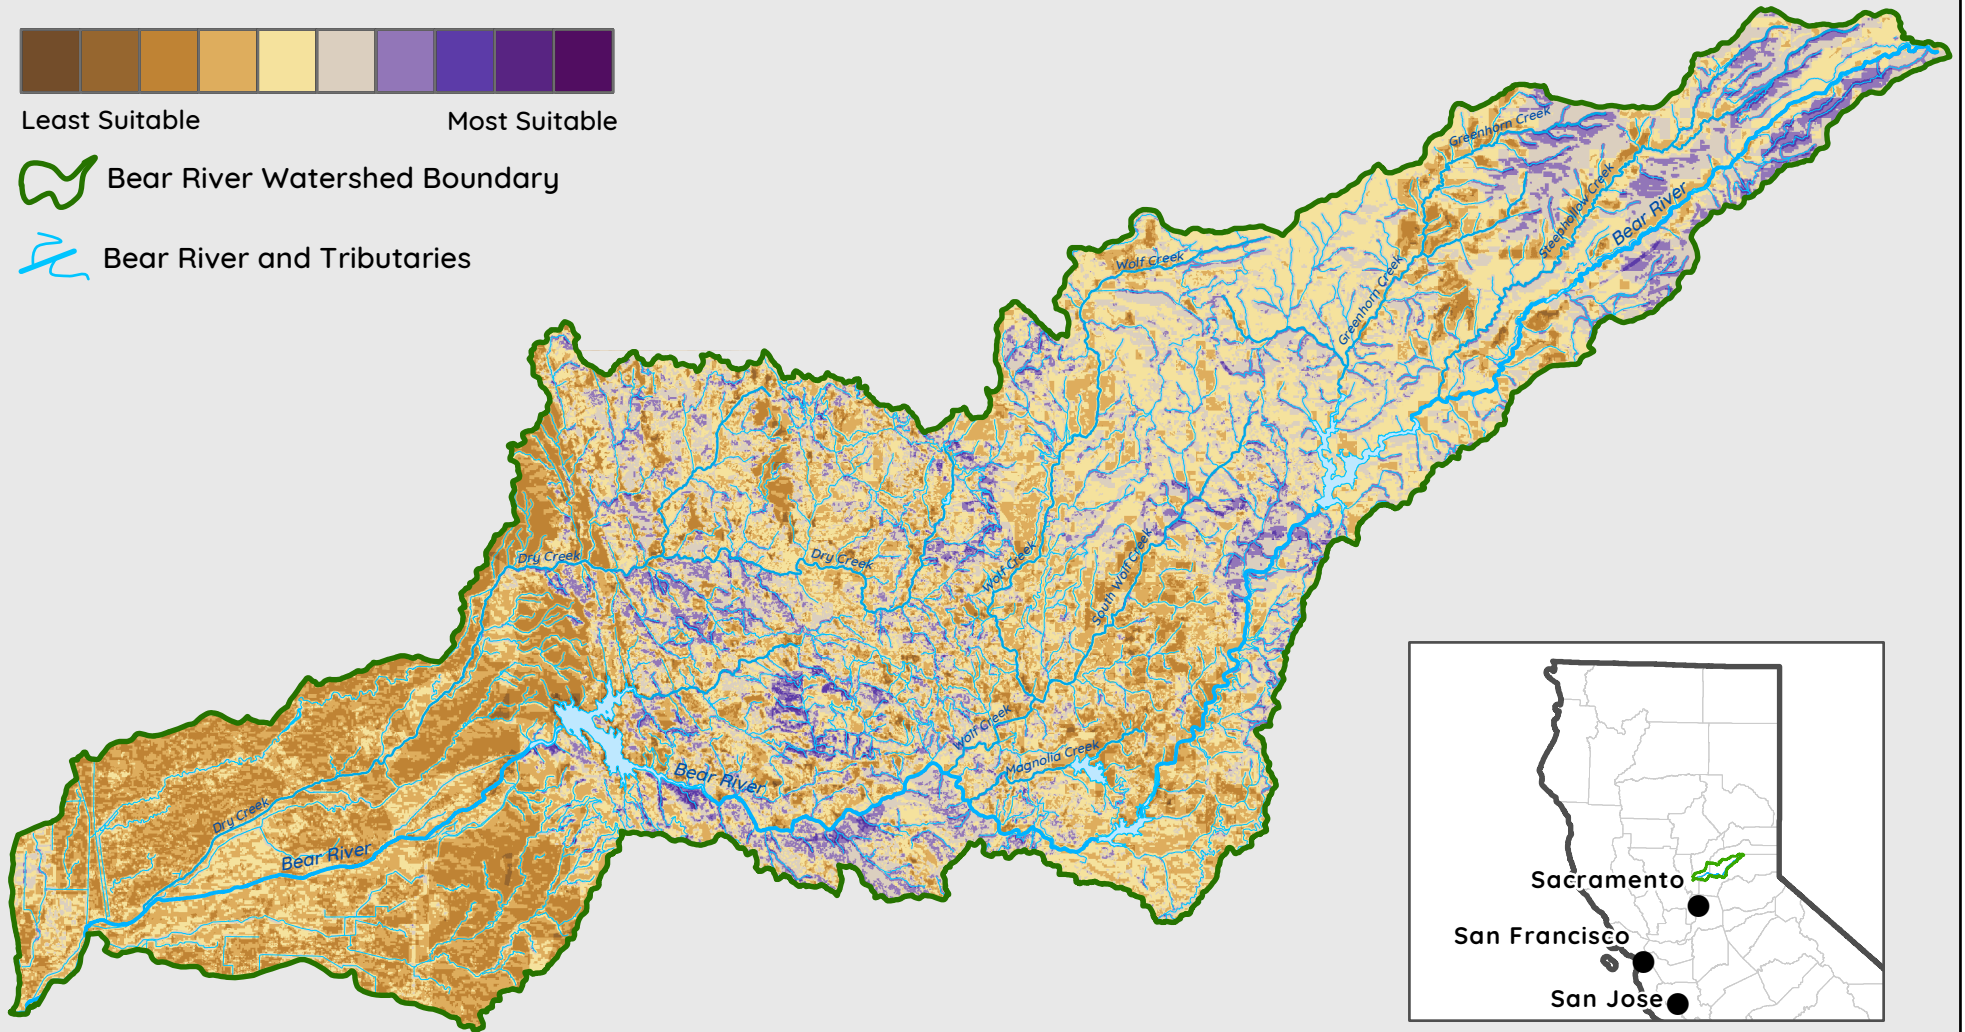 Least Suitable
Most Suitable
Bear River Watershed Boundary
Bear River and Tributaries
Greenhorn Creek
Steephollow Creek
Bear River
Wolf Creek
Greenhorn Creek
Dry Creek
Dry Creek
Wolf Creek
South Wolf Creek
Wolf Creek
Magnolia Creek
Bear River
Dry Creek
Bear River
Sacramento
San Francisco
San Jose